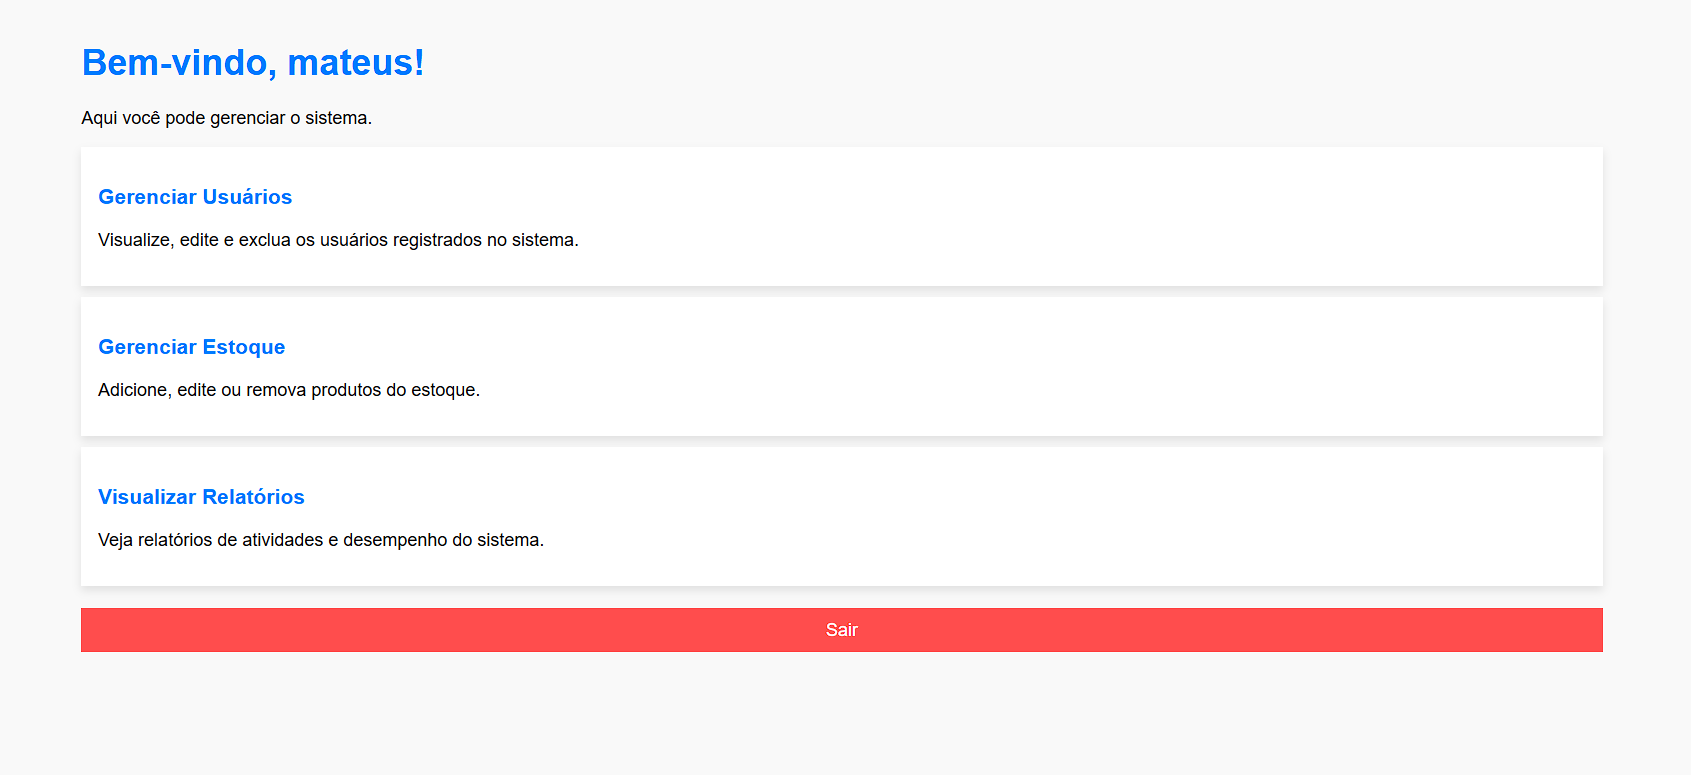 Bem-vindo, mateus!
Aqui você pode gerenciar o sistema.
Gerenciar Usuários
Visualize, edite e exclua os usuários registrados no sistema.
Gerenciar Estoque
Adicione, edite ou remova produtos do estoque.
Visualizar Relatórios
Veja relatórios de atividades e desempenho do sistema.
Sair